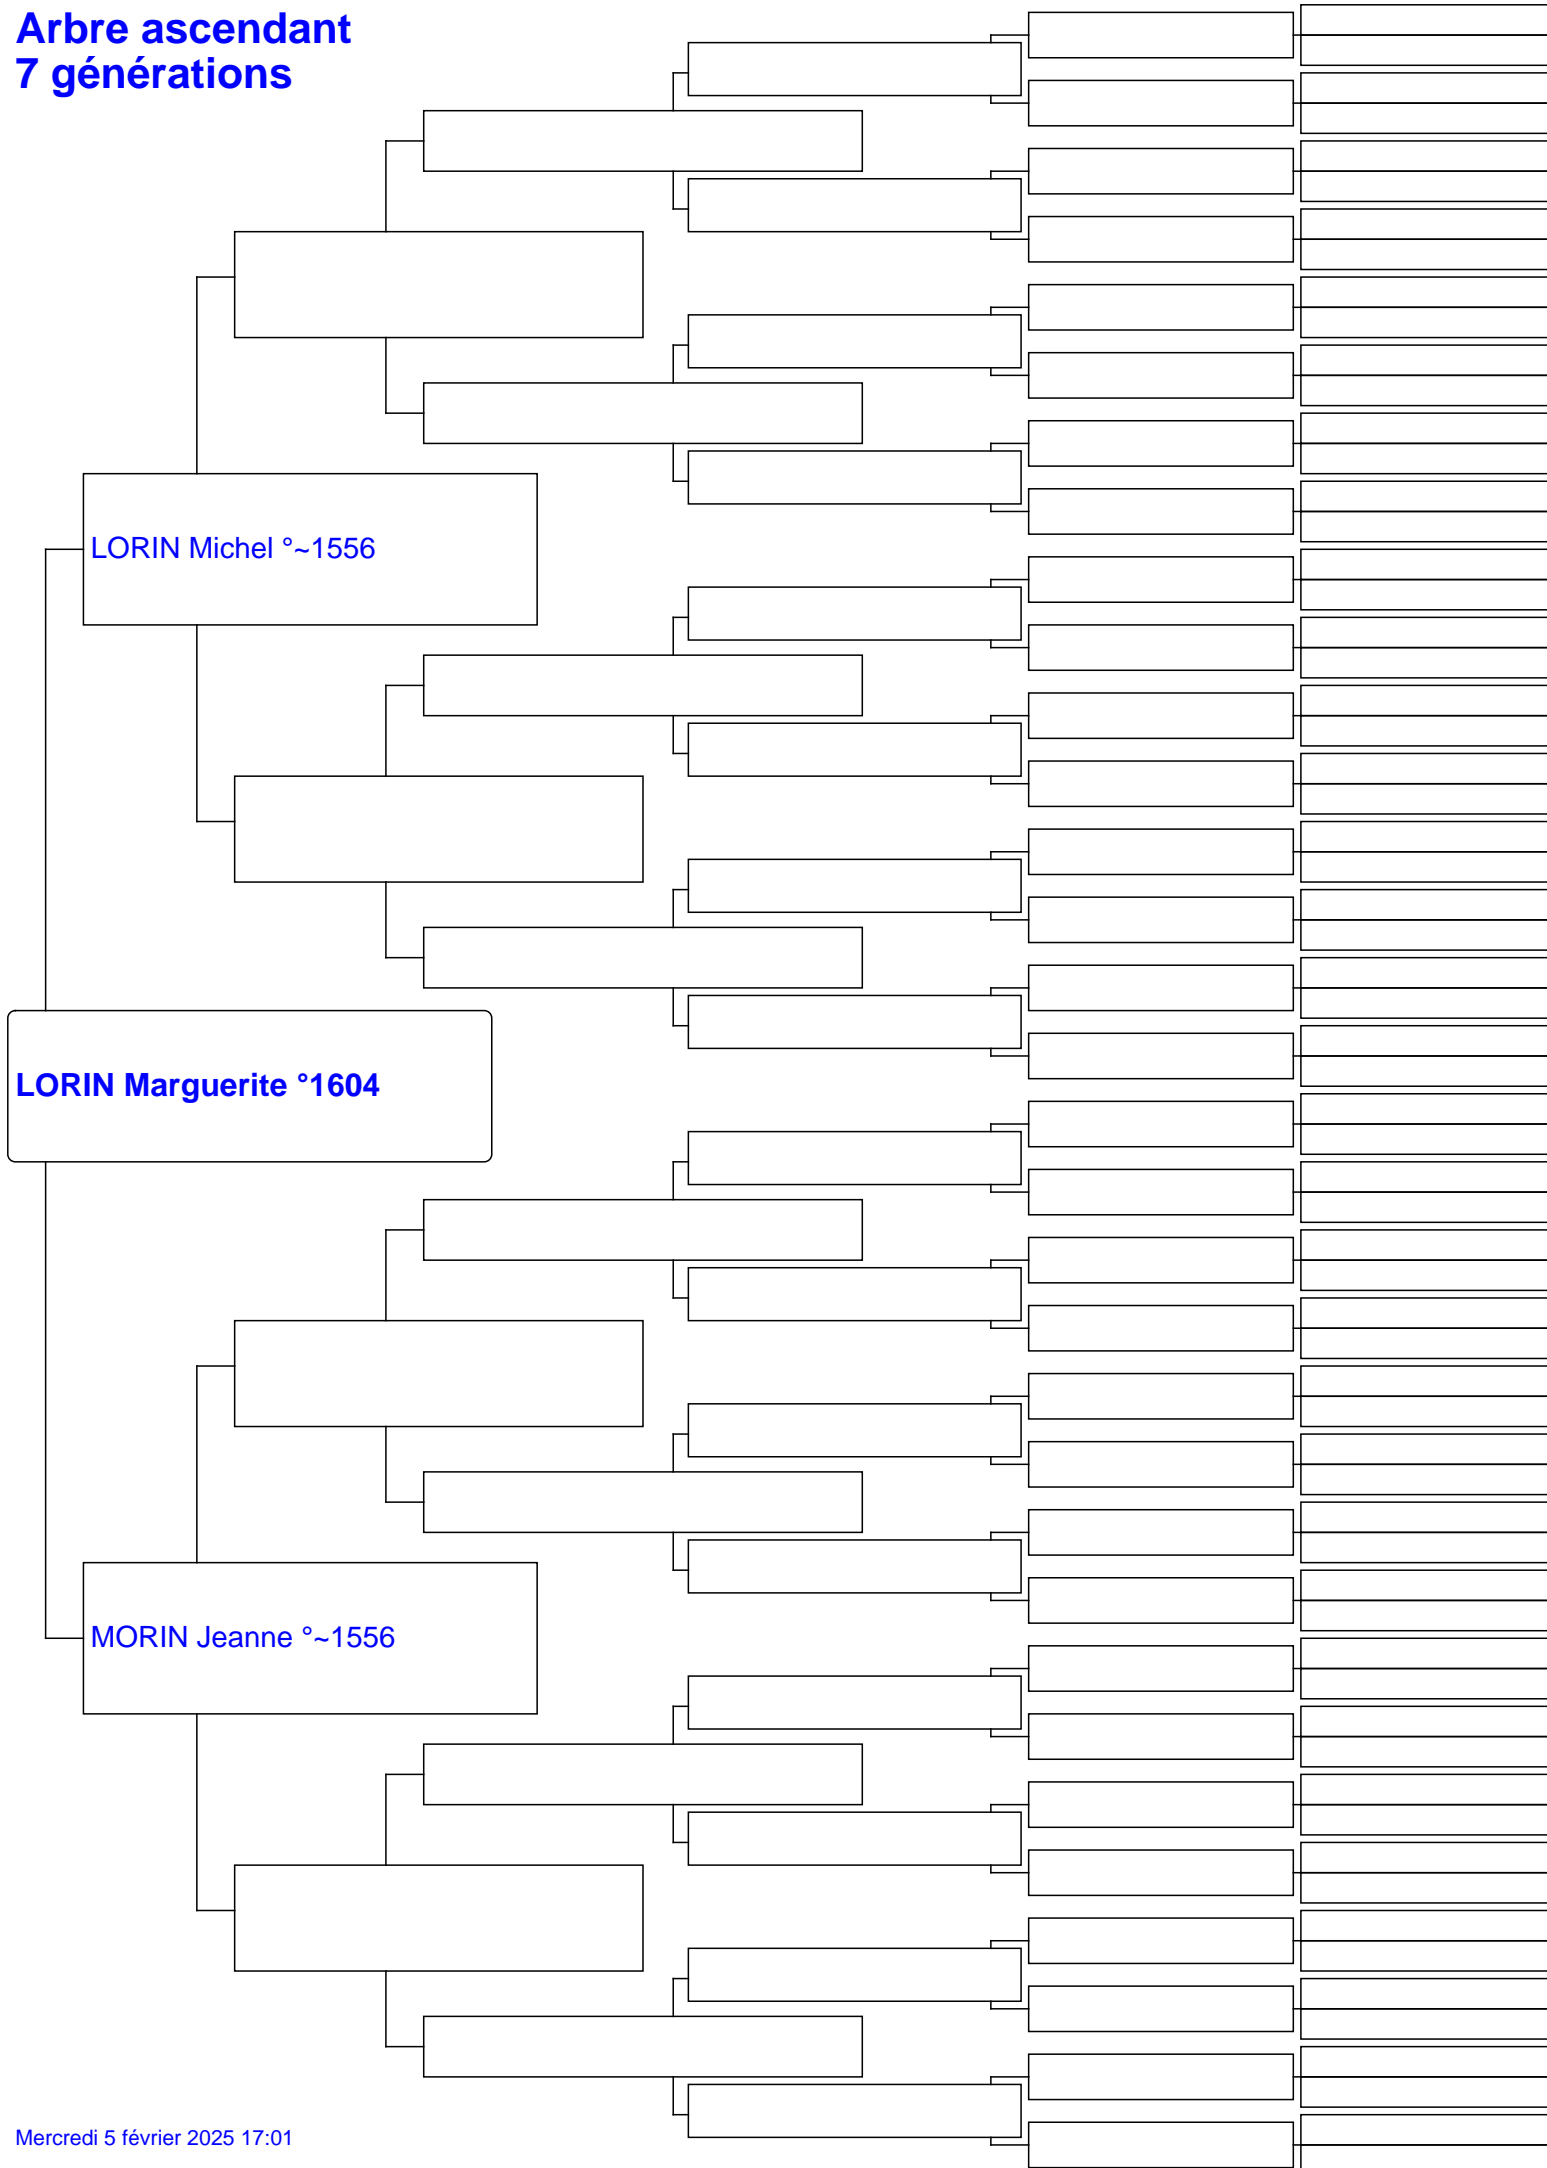 Arbre ascendant
7 générations
LORIN Michel °~1556
LORIN Marguerite °1604
MORIN Jeanne °~1556
Mercredi 5 février 2025 17:01